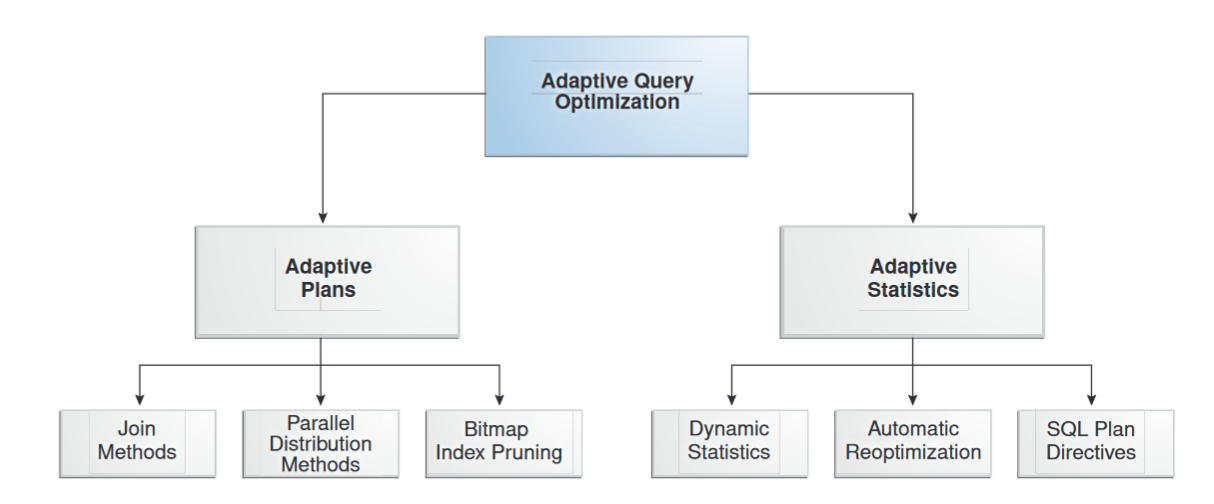 Adaptive Query
Optimization
Adaptive
Plans
Adaptive
Statistics
Join
Methods
Parallel
Distribution
Methods
Bitmap
Index Pruning
Dynamic
Statistics
Automatic
Reoptimization
SQL Plan
Directives